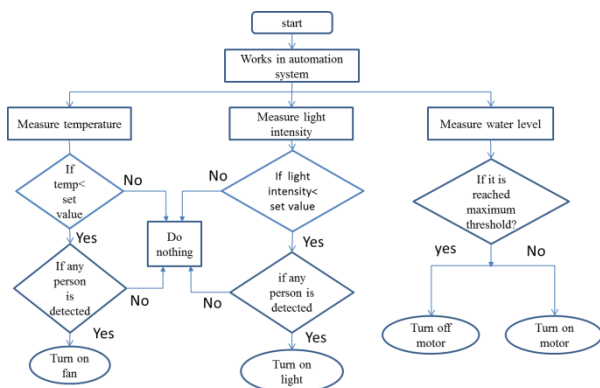 start
Works in automation
system
Measure temperature
Measure light
intensity
Measure water level
If
temp<
set
value
No
No
If light
intensity<
set value
If it is
reached
maximum
threshold?
Do
nothing
Yes
Yes
yes
No
If any
person
is
detected
No
No
if any
person is
detected
Yes
Yes
Turn on
fan
Turn on
light
Turn off
motor
Turn on
motor